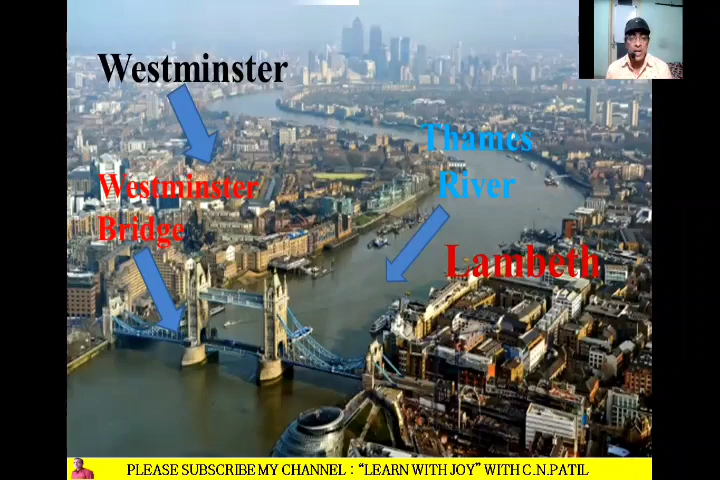 Westminster
Thames
River
Westminster
Bridge
Lambeth
PLEASE SUBSCRIBE MY CHANNEL : “LEARN WITH JOY” WITH C.N.PATIL